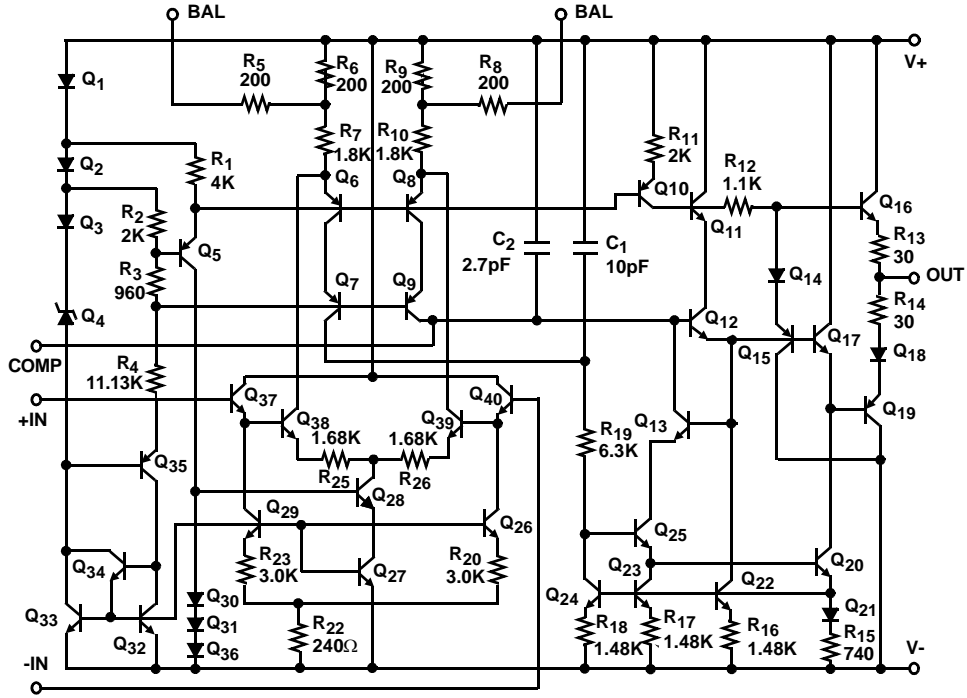 BAL
BAL
V+
R5
200
R6
200
R9
200
R8
200
Q1
Q2
Q3
Q4
R1
4K
R2
2K
R3
960
Q5
R7
1.8K
R10
1.8K
Q6
Q8
Q7
Q9
C2
2.7pF
C1
10pF
R11
2K
Q10
R12
1.1K
Q11
Q16
R13
30
OUT
R14
30
Q18
Q14
Q12
Q15
Q17
Q19
COMP
R4
11.13K
+IN
Q37
Q38
Q39
Q40
1.68K
R25
1.68K
R26
Q13
R19
6.3K
Q35
Q28
Q29
Q26
Q25
R23
3.0K
R20
3.0K
Q27
Q34
Q33
Q32
Q30
Q31
Q36
R22
240Ω
Q24
Q23
Q22
Q20
Q21
R18
1.48K
R17
1.48K
R16
1.48K
R15
740
V-
-IN